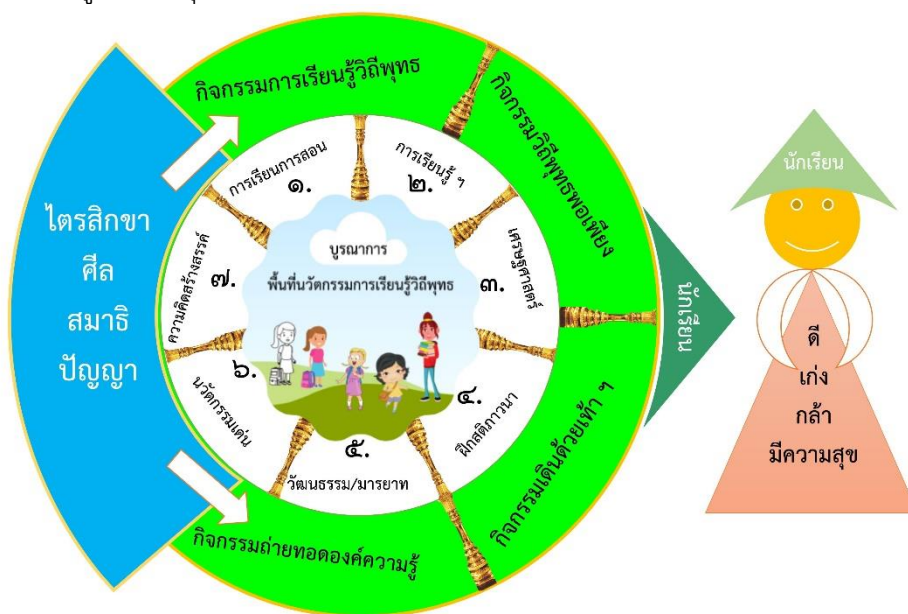 กิจกรรมการเรียนรู้วิถีพุทธ
กิจกรรมวิถีพุทธพอเพียง
กิจกรรมเดินด้วยเท้า ฯ
กิจกรรมถ่ายทอดองค์ความรู้
ไตรสิกขา
ศีล
สมาธิ
ปัญญา
การเรียนการสอน
๑.
การเรียนรู้ ฯ
๒.
เศรษฐศาสตร์
๓.
ฝึกสติภาวนา
๔.
วัฒนธรรม/มารยาท
๕.
นวัตกรรมเด่น
๖.
ความคิดสร้างสรรค์
๗.
บูรณาการ
พื้นที่นวัตกรรมการเรียนรู้วิถีพุทธ
นักเรียน
นักเรียน
ดี
เก่ง
กล้า
มีความสุข